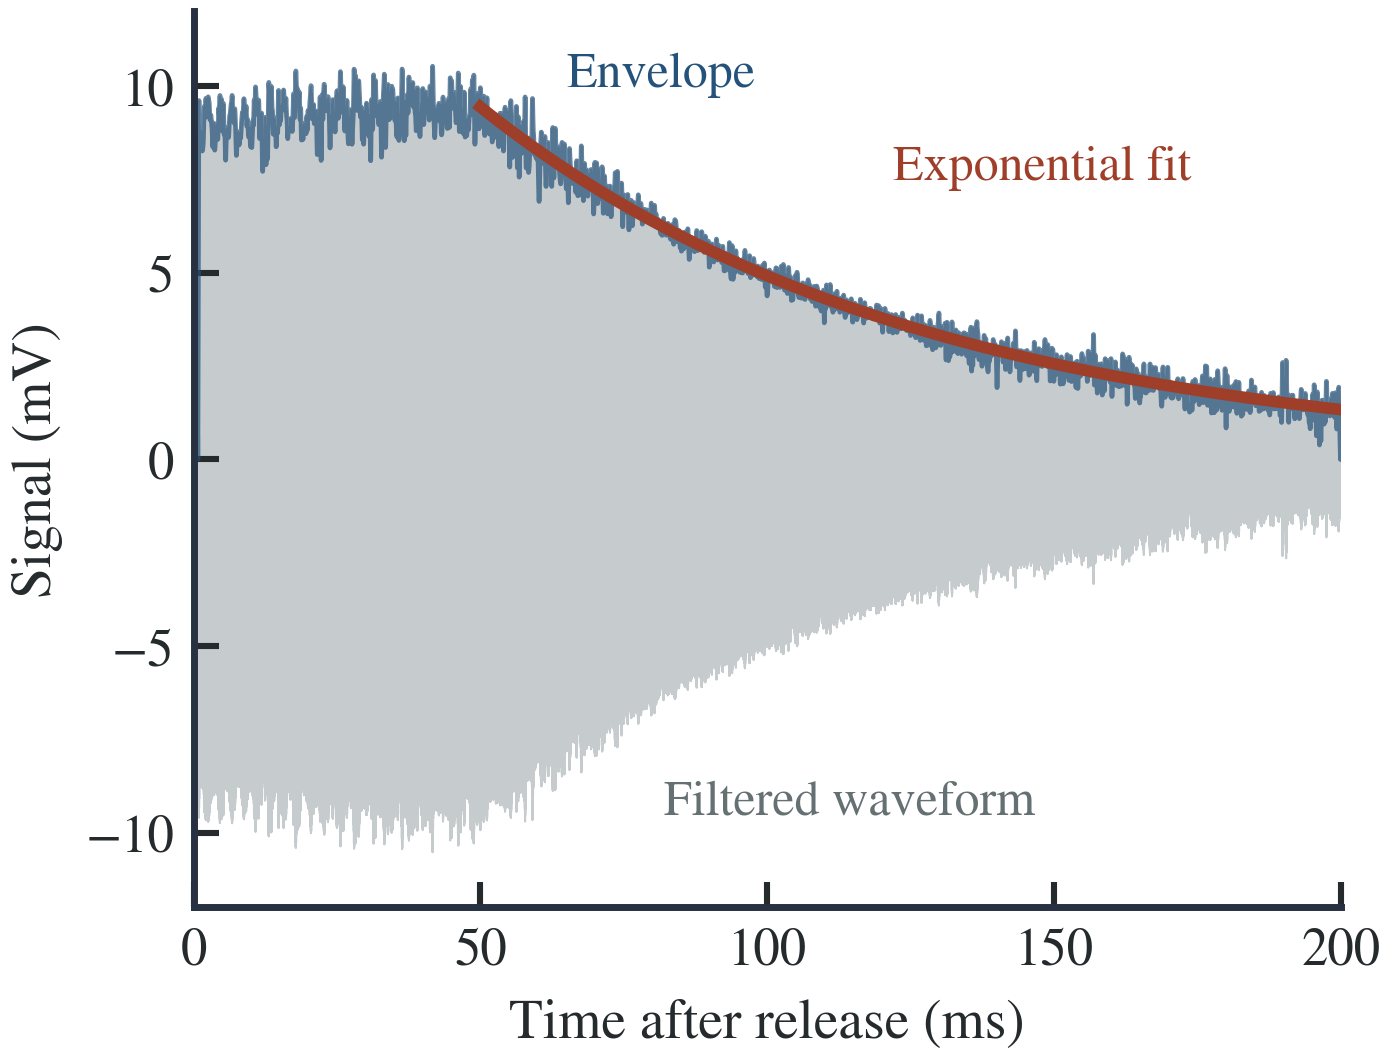 Envelope
Exponential fit
Filtered waveform
10
5
0
−5
−10
Signal (mV)
0 50 100 150 200
Time after release (ms)